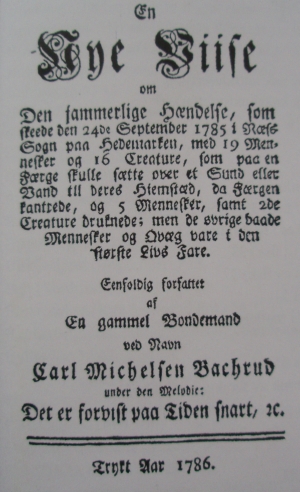 En
Nye Viise
om
Den jammerlige Hændelse, som
skeede den 24de September 1785 i Næss
Sogn paa Hedemarken, med 19 Men-
nesker og 16 Creature, som paa en
Færge skulle sætte over et Sund eller
Vand til deres Hiemstæd, da Færgen
kantrede, og 5 Mennesker, samt 2de
Creature druknede; men de øvrige baade
Mennesker og Qvæg vare i den
største Livs Fare.
Eenfoldig forfattet
af
En gammel Bondemand
ved Navn
Carl Michelsen Bachrud
under den Melodie:
Det er forvist paa Tiden snart, ꝛc.
Trykt Aar 1786.